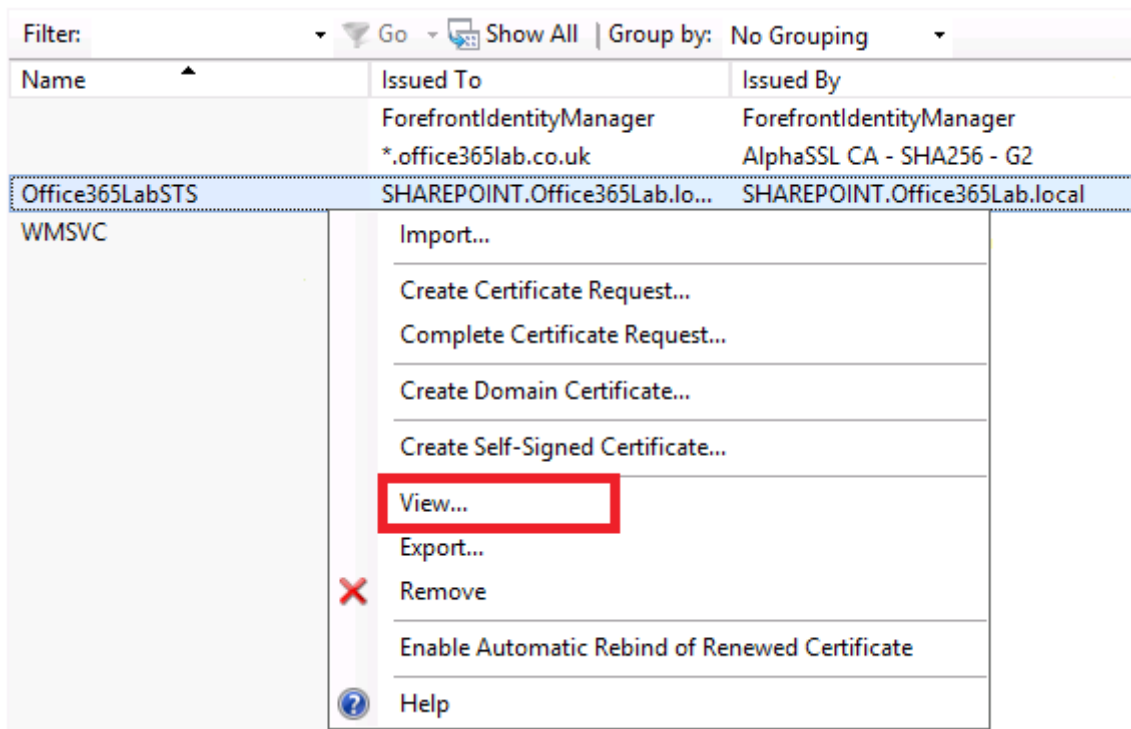 Filter: Go Show All | Group by: No Grouping
Name Issued To Issued By
ForefrontIdentityManager ForefrontIdentityManager
*.office365lab.co.uk AlphaSSL CA - SHA256 - G2
Office365LabSTS SHAREPOINT.Office365Lab.lo... SHAREPOINT.Office365Lab.local
WMSVC
Import...
Create Certificate Request...
Complete Certificate Request...
Create Domain Certificate...
Create Self-Signed Certificate...
View...
Export...
Remove
Enable Automatic Rebind of Renewed Certificate
Help